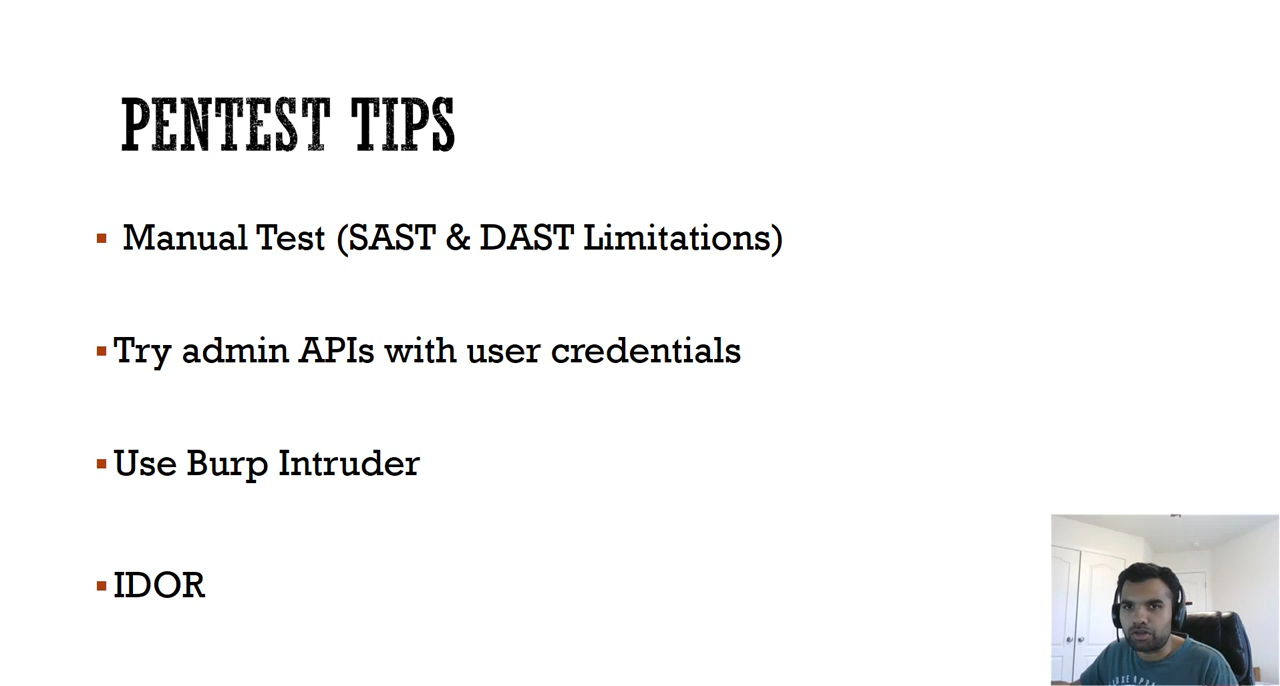 PENTEST TIPS
Manual Test (SAST & DAST Limitations)
Try admin APIs with user credentials
Use Burp Intruder
IDOR